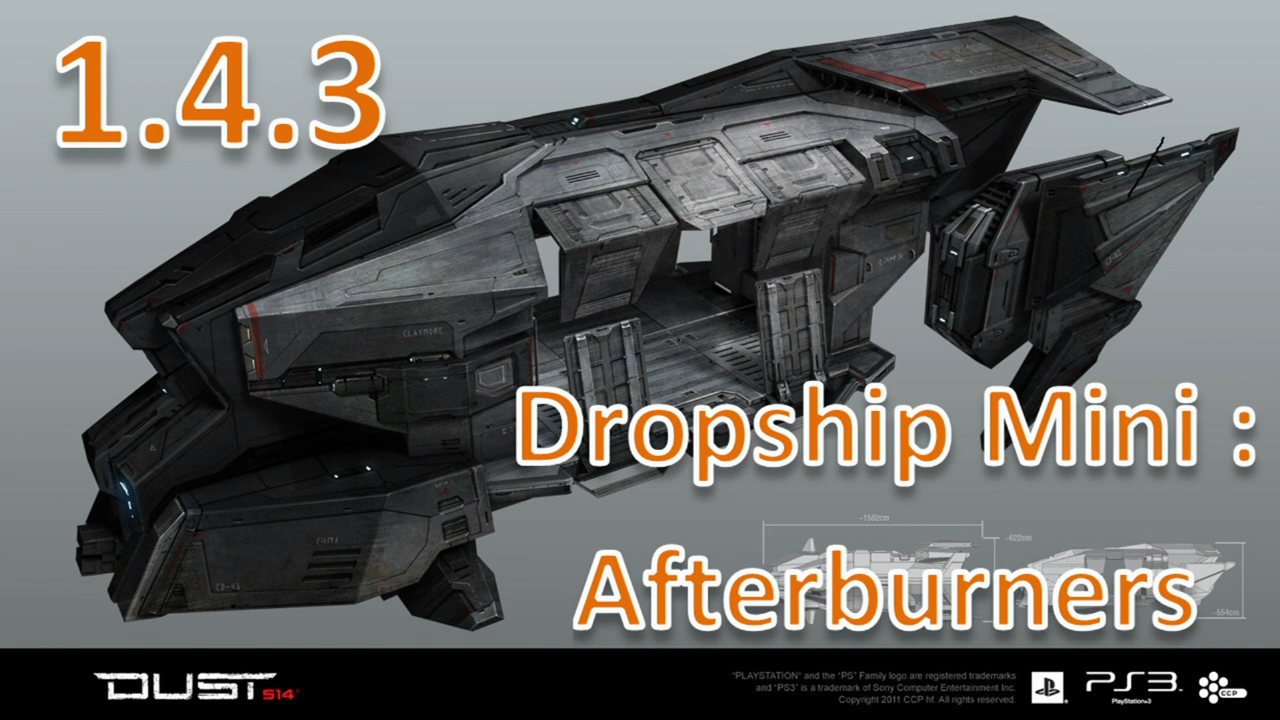 1.4.3
CLAYMORE
Dropship Mini :
Afterburners
~1582cm
~622cm
~554cm
CD-43
DUST 514
"PLAYSTATION" and the "PS" Family logo are registered trademarks
and "PS3" is a trademark of Sony Computer Entertainment Inc.
Copyright 2011 CCP hf. All rights reserved.
PS3
PlayStation®3
CCP